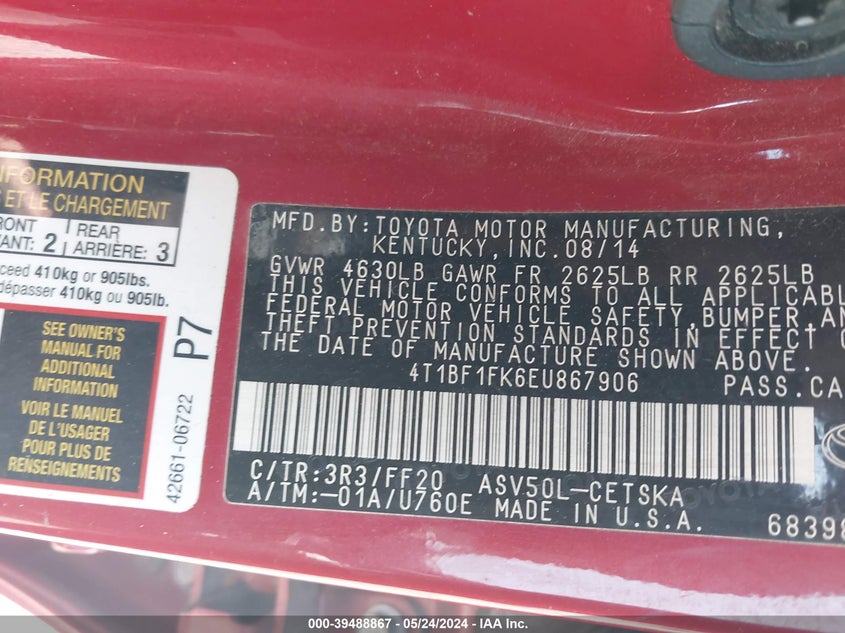 INFORMATION
ET LE CHARGEMENT
FRONT
AVANT: 2
REAR
ARRIÈRE: 3
ceed 410kg or 905lbs.
dépasser 410kg ou 905lb.
SEE OWNER'S
MANUAL FOR
ADDITIONAL
INFORMATION
VOIR LE MANUEL
DE L'USAGER
POUR PLUS DE
RENSEIGNEMENTS
P7
42661-06722
MFD. BY: TOYOTA MOTOR MANUFACTURING,
KENTUCKY, INC. 08/14
GVWR 4630LB GAWR FR 2625LB RR 2625LB
THIS VEHICLE CONFORMS TO ALL APPLICABL
FEDERAL MOTOR VEHICLE SAFETY, BUMPER, AN
THEFT PREVENTION STANDARDS IN EFFECT O
THE DATE OF MANUFACTURE SHOWN ABOVE.
4T1BF1FK6EU867906 PASS.CA
C/TR:3R3/FF20 ASV50L-CETSKA
A/TM:-01A/U760E MADE IN U.S.A.
6839
000-39488867 - 05/24/2024 - IAA Inc.